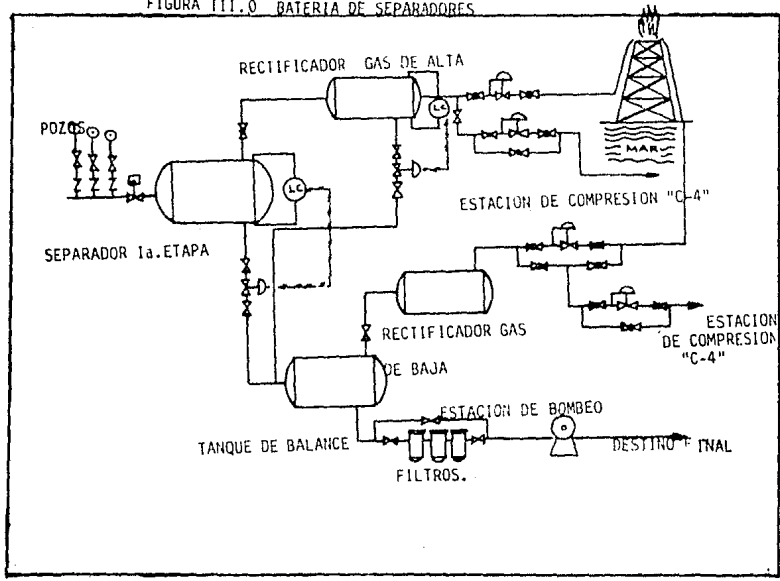 FIGURA III.0 BATERIA DE SEPARADORES
RECTIFICADOR GAS DE ALTA
LC
POZOS
MAR
LC
ESTACION DE COMPRESION "C-4"
SEPARADOR 1a.ETAPA
RECTIFICADOR GAS
DE BAJA
ESTACION
DE COMPRESION
"C-4"
ESTACION DE BOMBEO
TANQUE DE BALANCE
DESTINO FINAL
FILTROS.